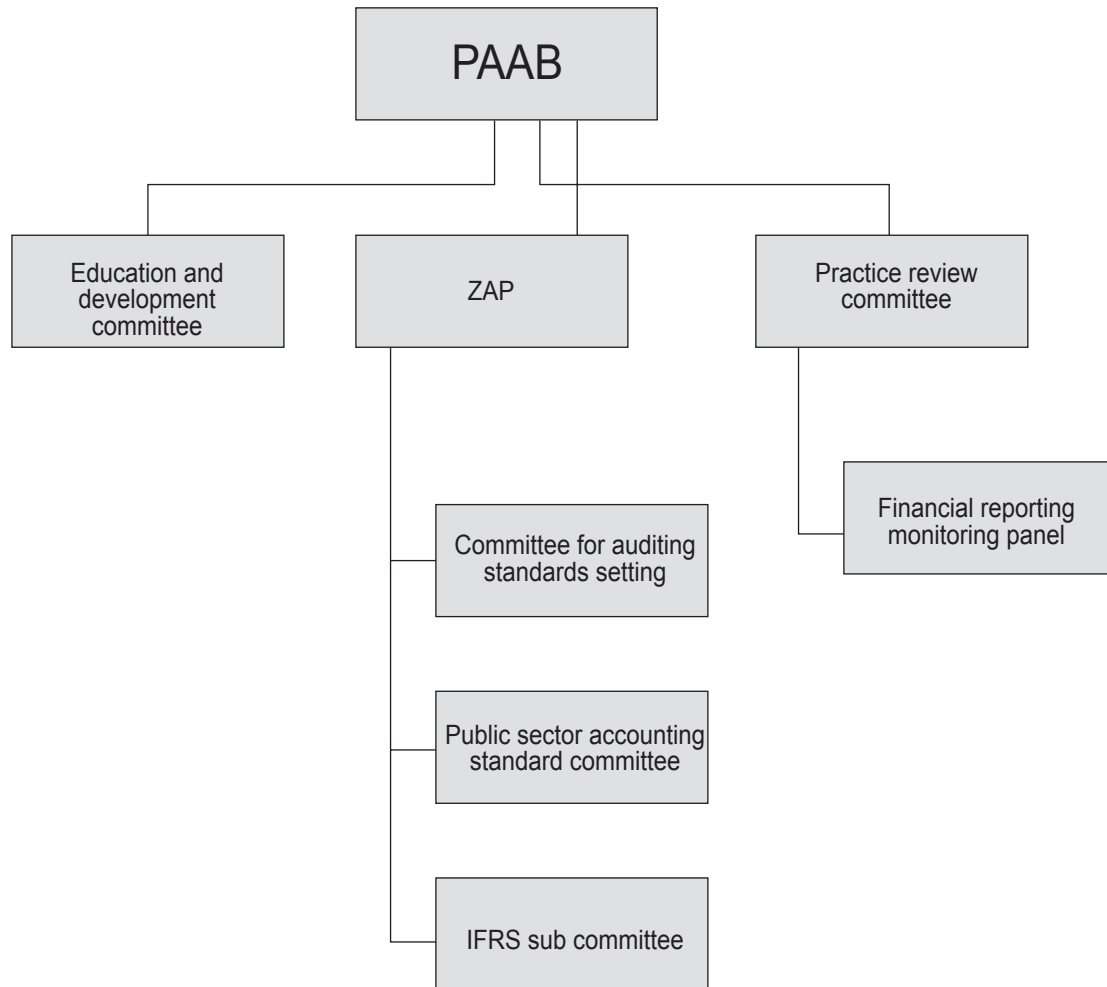 PAAB
Education and
development
committee
ZAP
Practice review
committee
Financial reporting
monitoring panel
Committee for auditing
standards setting
Public sector accounting
standard committee
IFRS sub committee